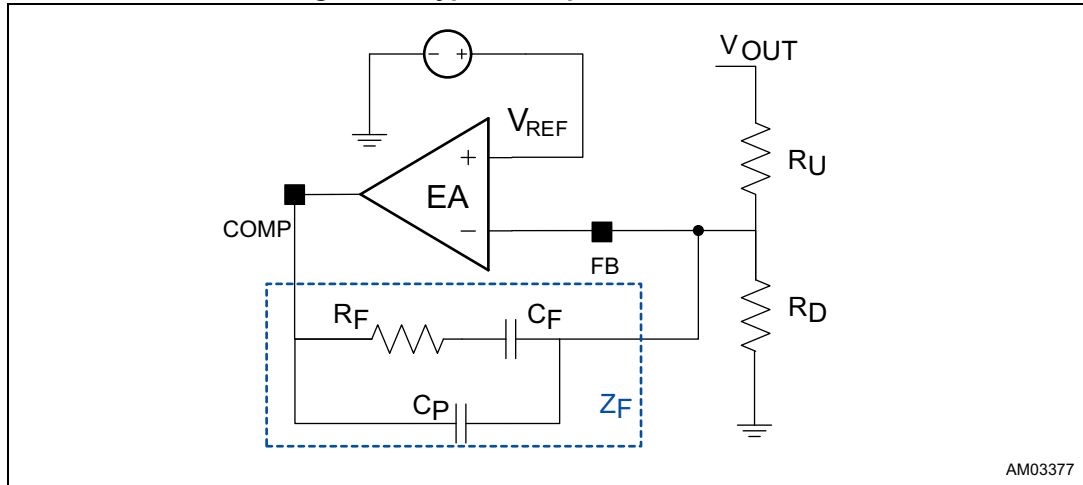 VOUT
− +
VREF
RU
+
EA
−
COMP
FB
RF
CF
RD
CP
ZF
AM03377